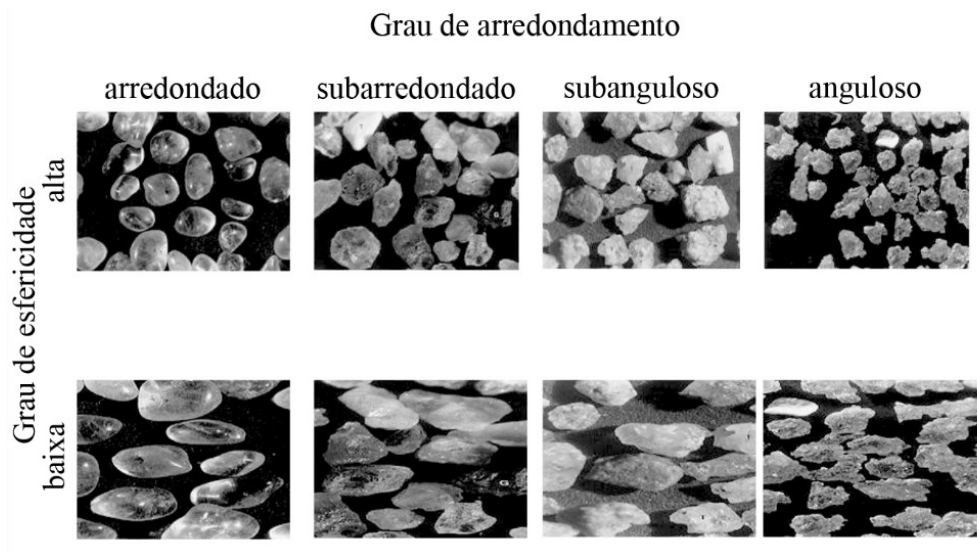 Grau de arredondamento
arredondado subarredondado subanguloso anguloso
Grau de esfericidade
alta
baixa